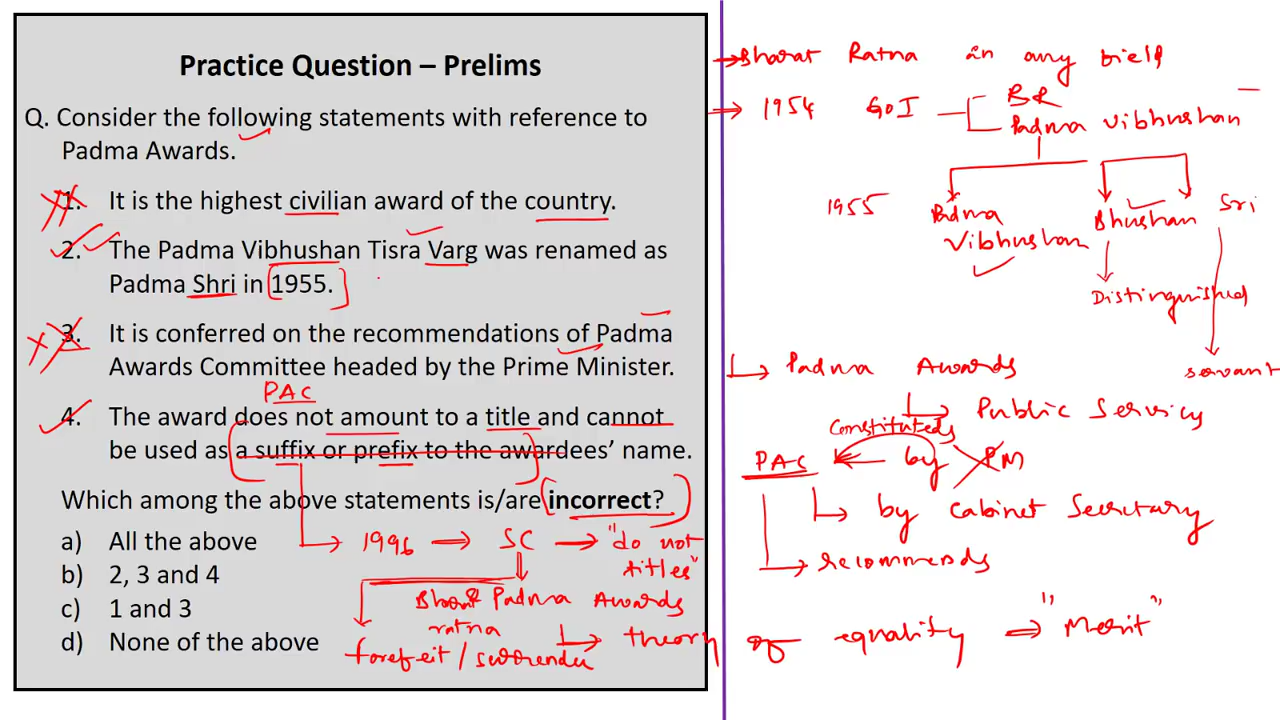 Practice Question – Prelims
Q. Consider the following statements with reference to
Padma Awards.
1. It is the highest civilian award of the country.
2. The Padma Vibhushan Tisra Varg was renamed as
Padma Shri in 1955.
3. It is conferred on the recommendations of Padma
Awards Committee headed by the Prime Minister.
PAC
4. The award does not amount to a title and cannot
be used as a suffix or prefix to the awardees' name.
Which among the above statements is/are incorrect?
a) All the above
b) 2, 3 and 4
c) 1 and 3
d) None of the above
1996 ⇒ SC → "do not
titles"
Bharat Padma Awards
ratna
forefeit / surrender
theory of equality ⇒ "Merit"
→ Bharat Ratna in any field
→ 1954 GOI BR
Padma Vibhushan
1955 Padma Bhushan Sri
Vibhushan
Distinguished
servant
Padma Awards
Public Servicy
Constituteds
PAC ← by PM
by Cabinet Secretary
recommends